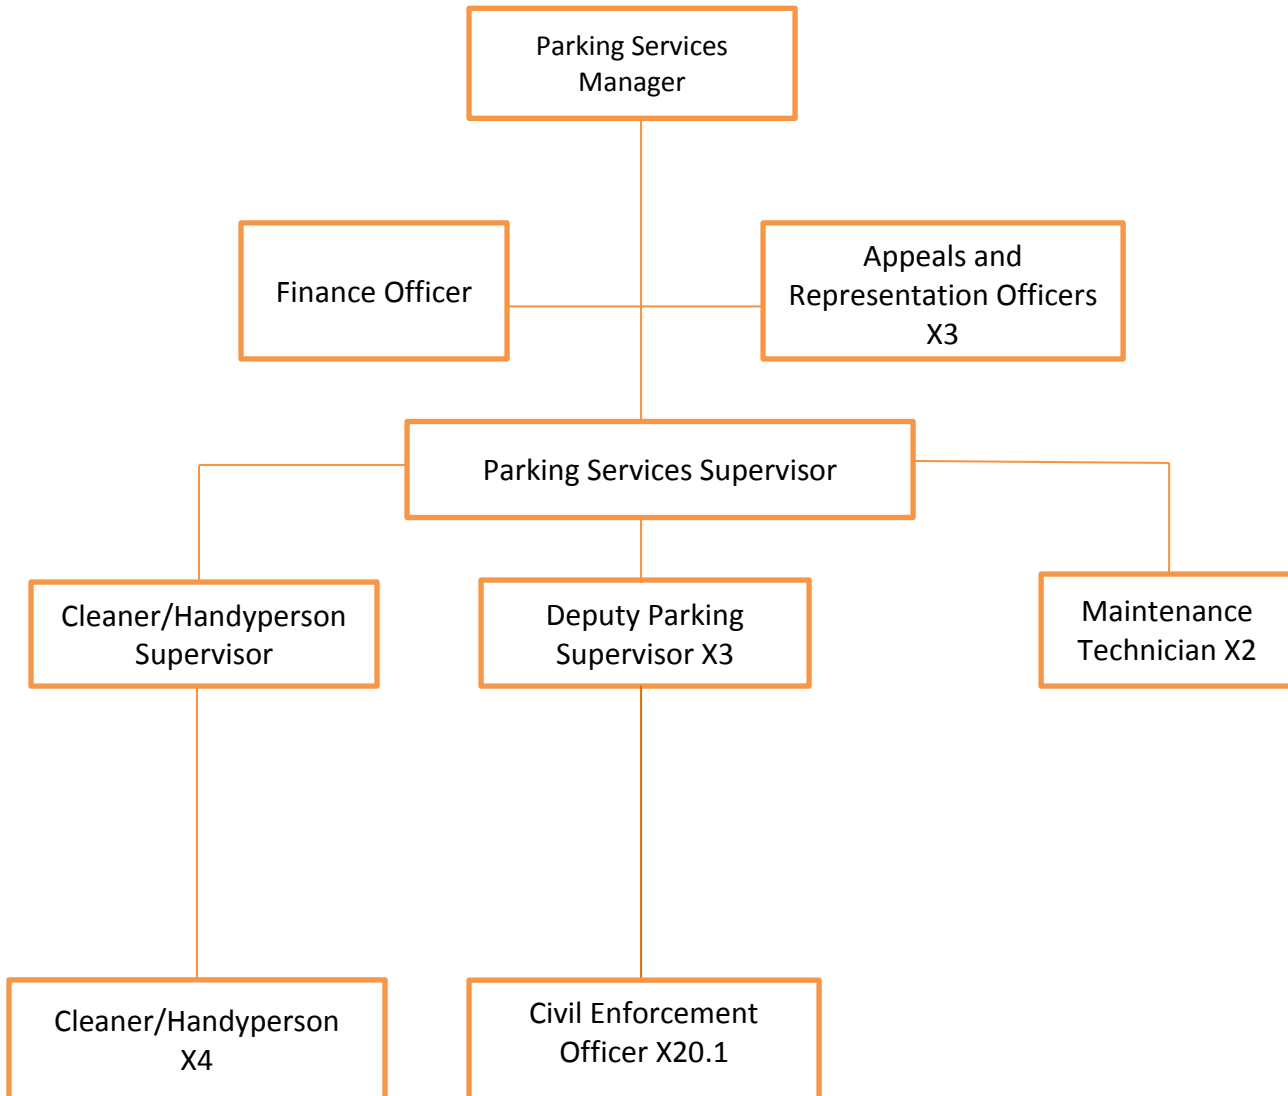 Parking Services
Manager
Finance Officer
Appeals and
Representation Officers
X3
Parking Services Supervisor
Cleaner/Handyperson
Supervisor
Deputy Parking
Supervisor X3
Maintenance
Technician X2
Cleaner/Handyperson
X4
Civil Enforcement
Officer X20.1